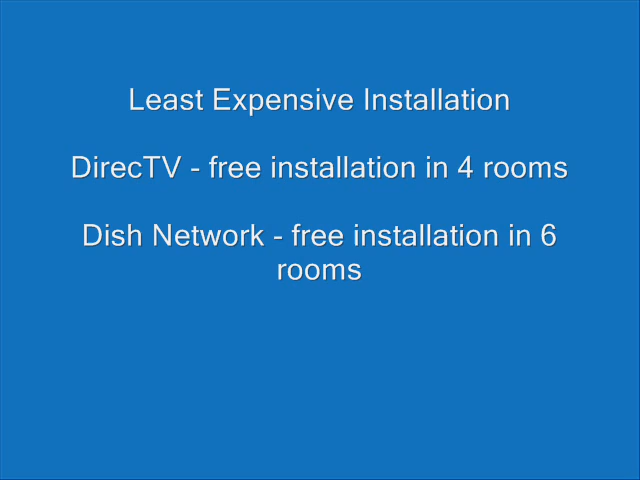 Least Expensive Installation
DirecTV - free installation in 4 rooms
Dish Network - free installation in 6
rooms